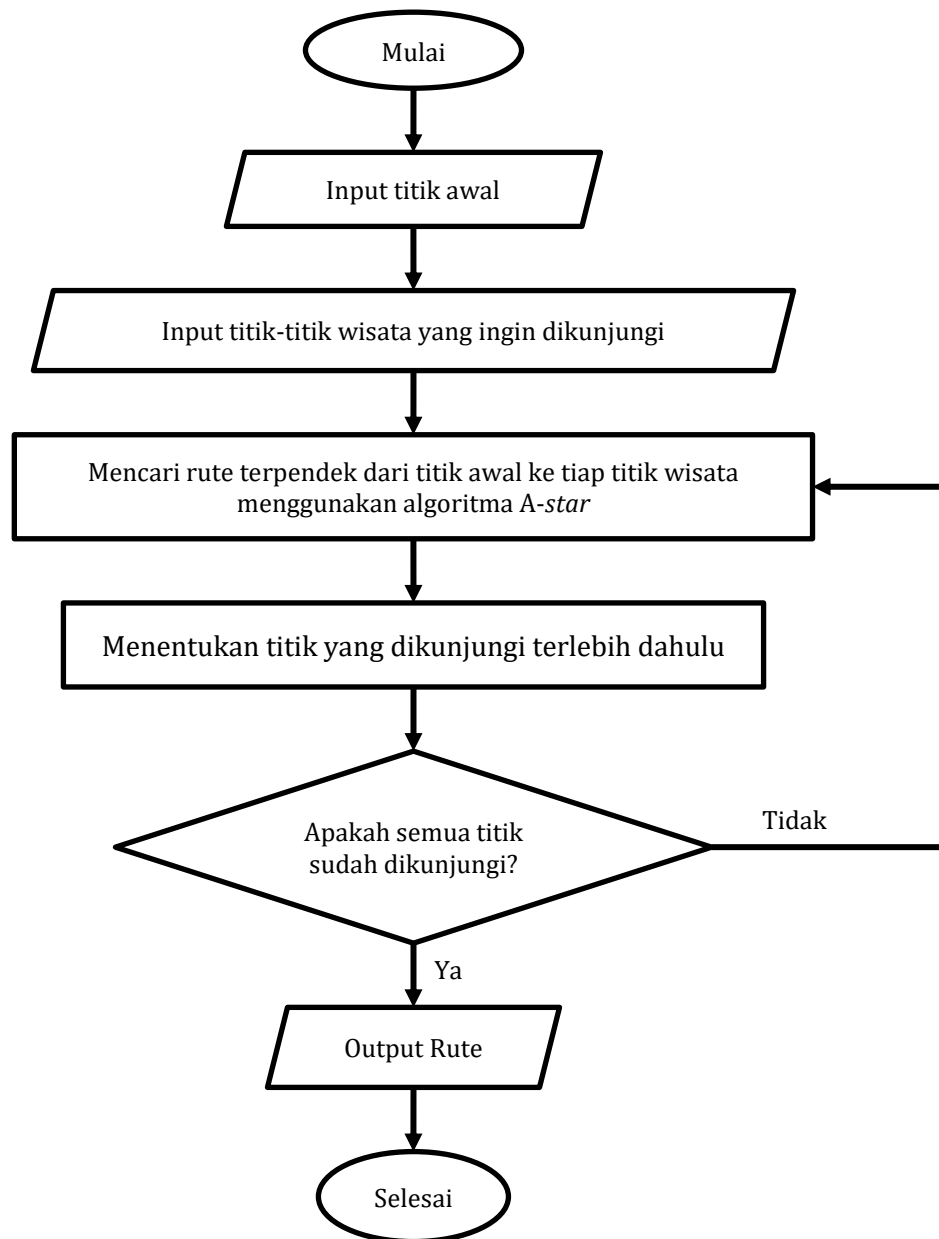 Mulai
Input titik awal
Input titik-titik wisata yang ingin dikunjungi
Mencari rute terpendek dari titik awal ke tiap titik wisata
menggunakan algoritma A-star
Menentukan titik yang dikunjungi terlebih dahulu
Apakah semua titik
sudah dikunjungi?
Tidak
Ya
Output Rute
Selesai